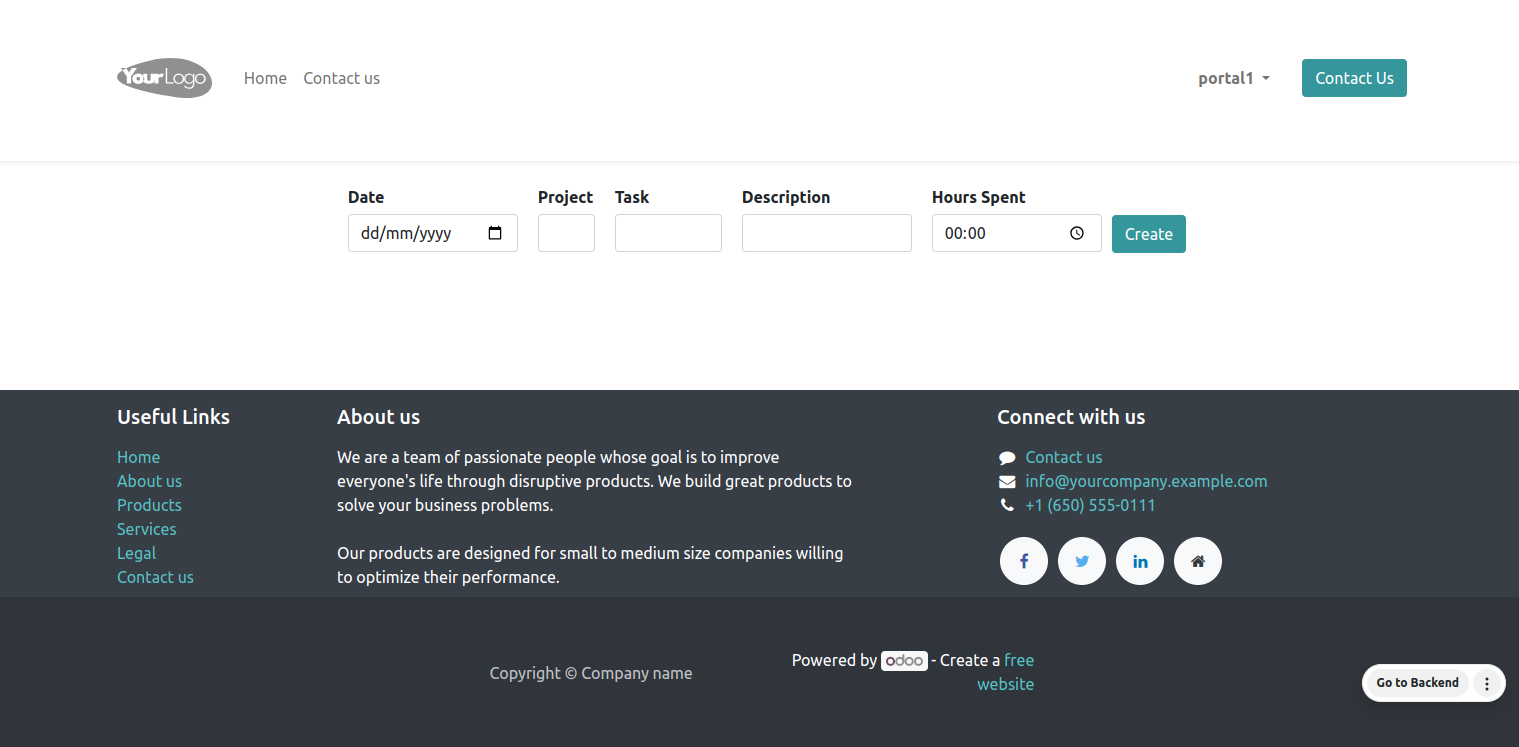 YourLogo Home Contact us portal1 Contact Us
Date Project Task Description Hours Spent
dd/mm/yyyy 00:00 Create
Useful Links
Home
About us
Products
Services
Legal
Contact us
About us
We are a team of passionate people whose goal is to improve
everyone's life through disruptive products. We build great products to
solve your business problems.
Our products are designed for small to medium size companies willing
to optimize their performance.
Connect with us
Contact us
info@yourcompany.example.com
+1 (650) 555-0111
f in
Copyright © Company name
Powered by odoo - Create a free
website
Go to Backend